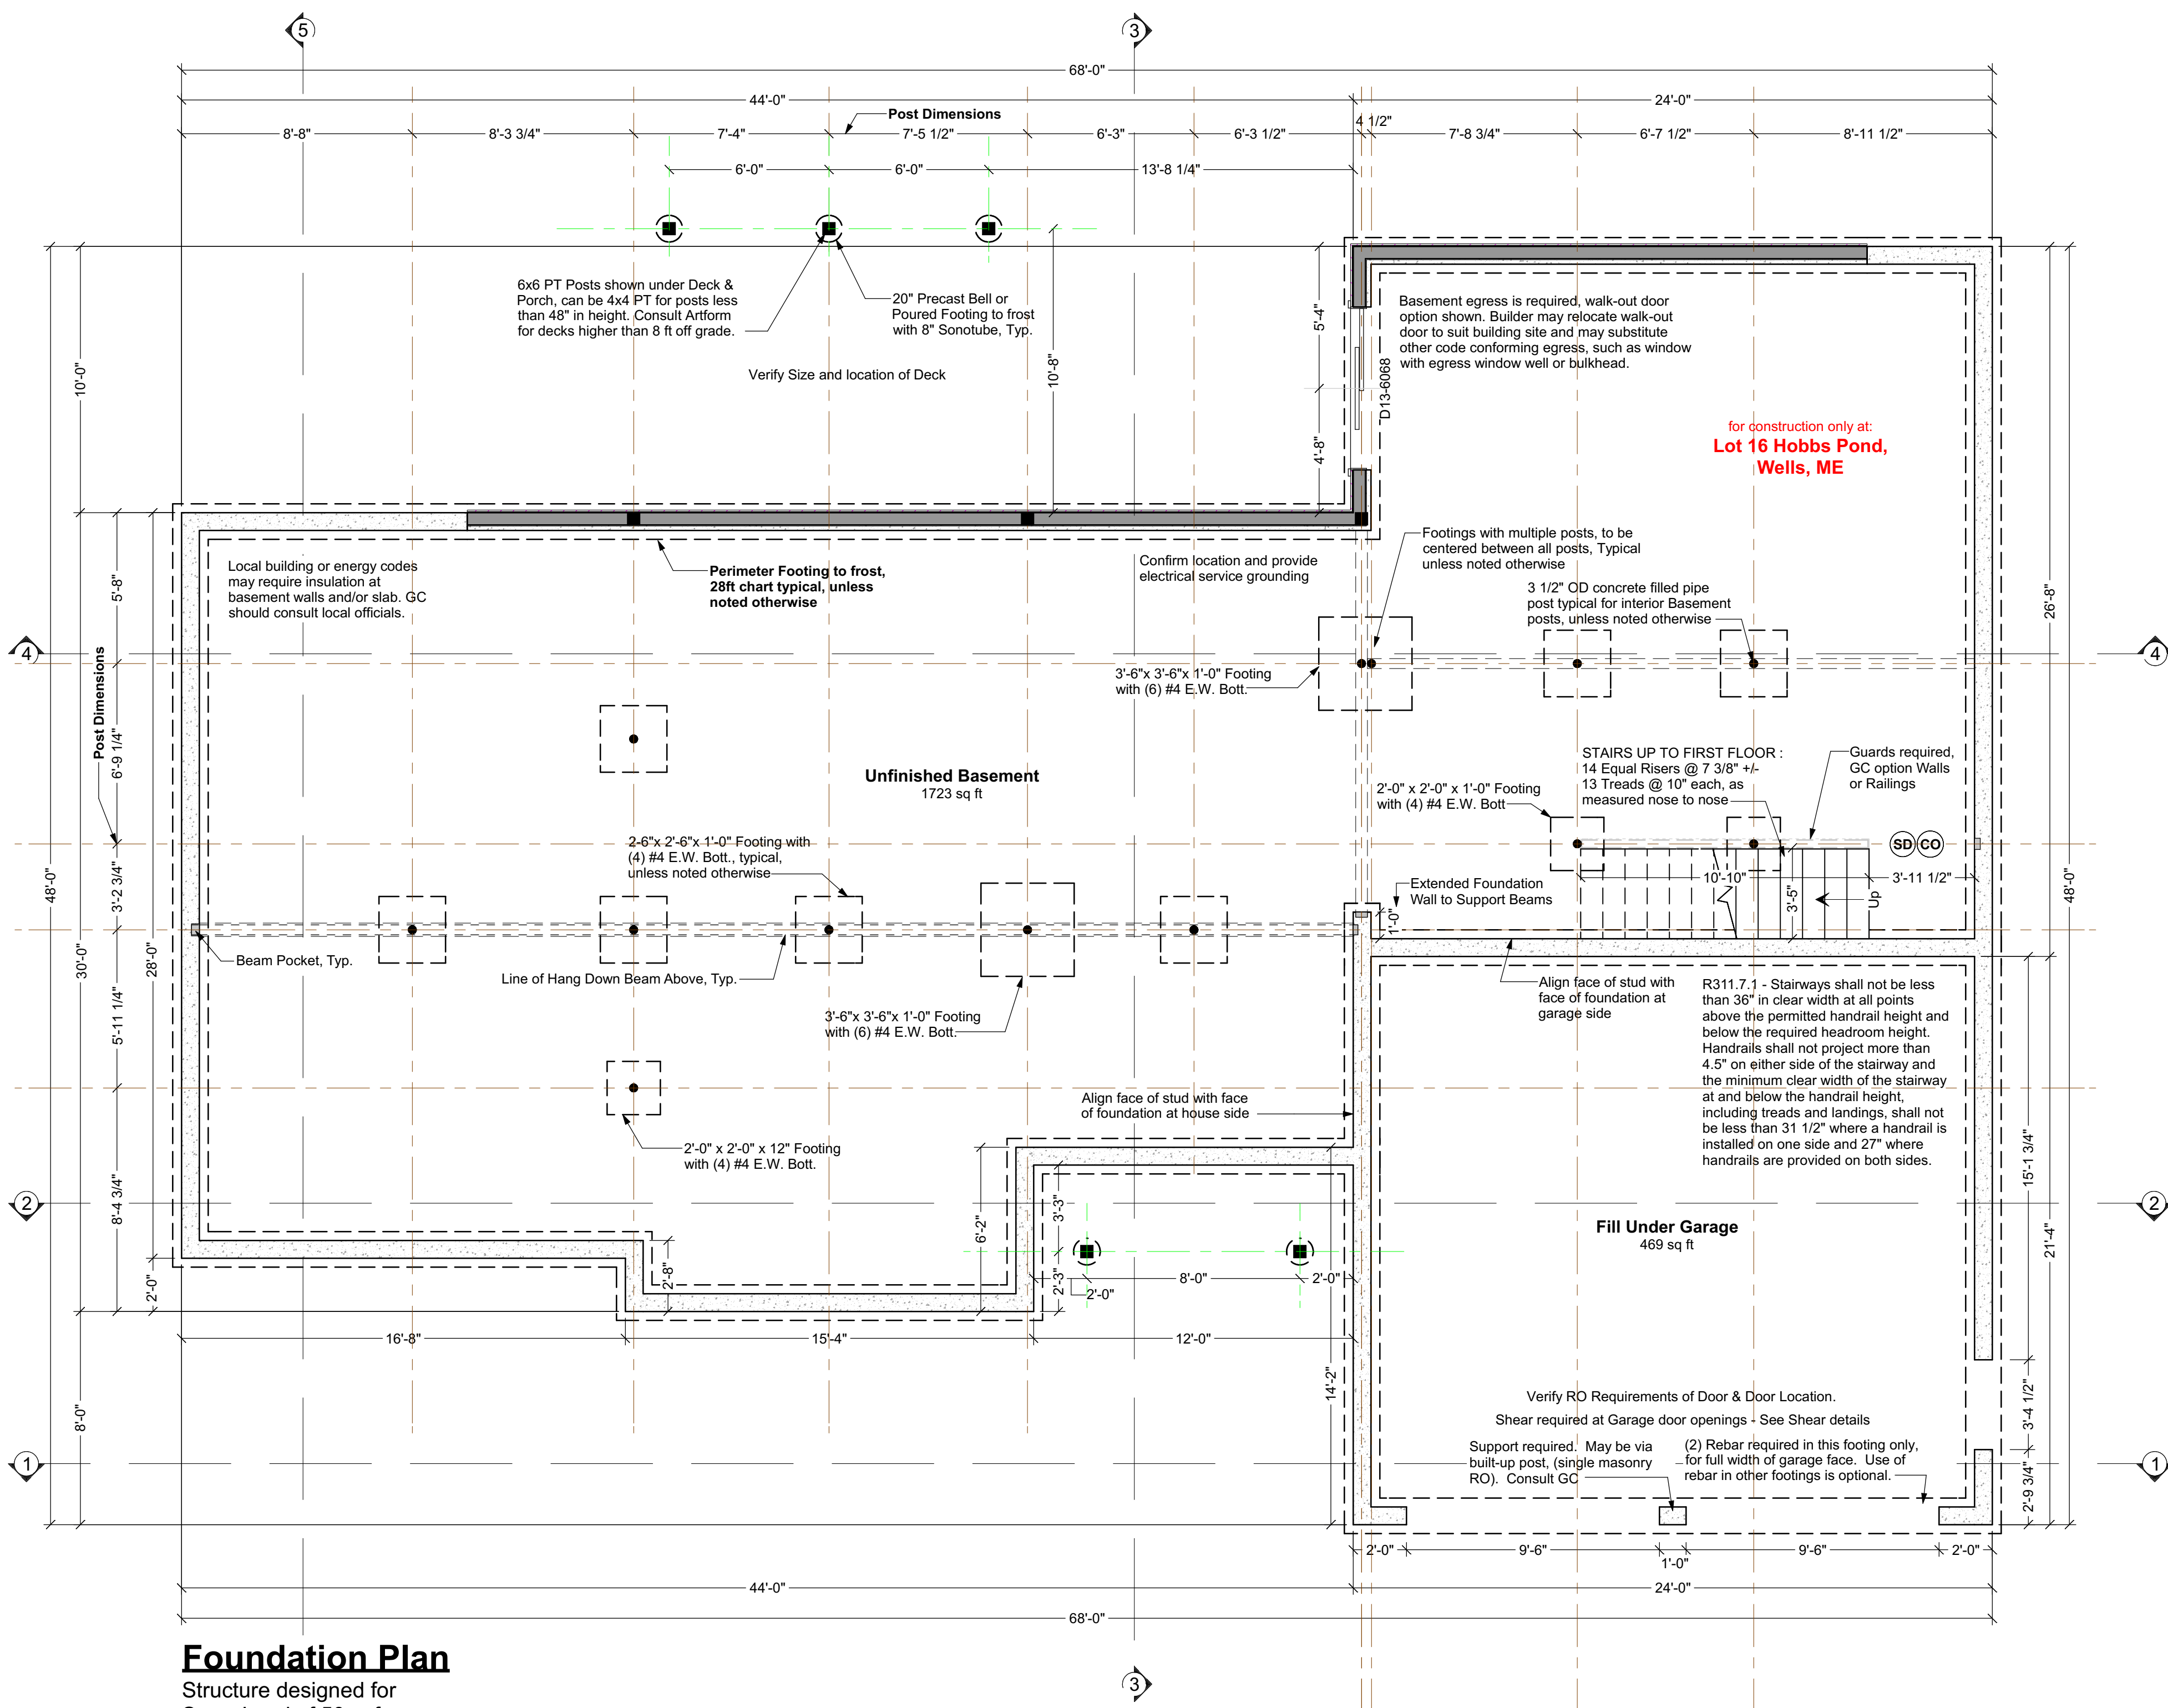 5
3
68'-0"
44'-0"
24'-0"
Post Dimensions
8'-8"
8'-3 3/4"
7'-4"
7'-5 1/2"
6'-3"
6'-3 1/2"
4 1/2"
7'-8 3/4"
6'-7 1/2"
8'-11 1/2"
6'-0"
6'-0"
13'-8 1/4"
6x6 PT Posts shown under Deck &
Porch, can be 4x4 PT for posts less
than 48" in height. Consult Artform
for decks higher than 8 ft off grade.
20" Precast Bell or
Poured Footing to frost
with 8" Sonotube, Typ.
Verify Size and location of Deck
10'-8"
5'-4"
4'-8"
D13-6068
Basement egress is required, walk-out door
option shown. Builder may relocate walk-out
door to suit building site and may substitute
other code conforming egress, such as window
with egress window well or bulkhead.
for construction only at:
Lot 16 Hobbs Pond,
Wells, ME
10'-0"
48'-0"
30'-0"
8'-0"
5'-8"
Post Dimensions
6'-9 1/4"
3'-2 3/4"
5'-11 1/4"
8'-4 3/4"
28'-0"
2'-0"
Local building or energy codes
may require insulation at
basement walls and/or slab. GC
should consult local officials.
Perimeter Footing to frost,
28ft chart typical, unless
noted otherwise
Confirm location and provide
electrical service grounding
Footings with multiple posts, to be
centered between all posts, Typical
unless noted otherwise
3 1/2" OD concrete filled pipe
post typical for interior Basement
posts, unless noted otherwise
26'-8"
4
4
3'-6"x 3'-6"x 1'-0" Footing
with (6) #4 E.W. Bott.
Unfinished Basement
1723 sq ft
STAIRS UP TO FIRST FLOOR :
14 Equal Risers @ 7 3/8" +/-
13 Treads @ 10" each, as
measured nose to nose
Guards required,
GC option Walls
or Railings
2'-0" x 2'-0" x 1'-0" Footing
with (4) #4 E.W. Bott
2-6"x 2'-6"x 1'-0" Footing with
(4) #4 E.W. Bott., typical,
unless noted otherwise
SD
CO
10'-10"
3'-11 1/2"
3'-5"
Up
48'-0"
Extended Foundation
Wall to Support Beams
1'-0"
Beam Pocket, Typ.
Line of Hang Down Beam Above, Typ.
3'-6"x 3'-6"x 1'-0" Footing
with (6) #4 E.W. Bott.
Align face of stud with
face of foundation at
garage side
R311.7.1 - Stairways shall not be less
than 36" in clear width at all points
above the permitted handrail height and
below the required headroom height.
Handrails shall not project more than
4.5" on either side of the stairway and
the minimum clear width of the stairway
at and below the handrail height,
including treads and landings, shall not
be less than 31 1/2" where a handrail is
installed on one side and 27" where
handrails are provided on both sides.
Align face of stud with face
of foundation at house side
2'-0" x 2'-0" x 12" Footing
with (4) #4 E.W. Bott.
15'-1 3/4"
21'-4"
2
2
6'-2"
3'-3"
2'-3"
2'-8"
8'-0"
2'-0"
2'-0"
Fill Under Garage
469 sq ft
16'-8"
15'-4"
12'-0"
14'-2"
Verify RO Requirements of Door & Door Location.
Shear required at Garage door openings - See Shear details
Support required. May be via
built-up post, (single masonry
RO). Consult GC
(2) Rebar required in this footing only,
for full width of garage face. Use of
rebar in other footings is optional.
3'-4 1/2"
2'-9 3/4"
1
1
2'-0"
9'-6"
1'-0"
9'-6"
2'-0"
44'-0"
24'-0"
68'-0"
Foundation Plan
Structure designed for
3